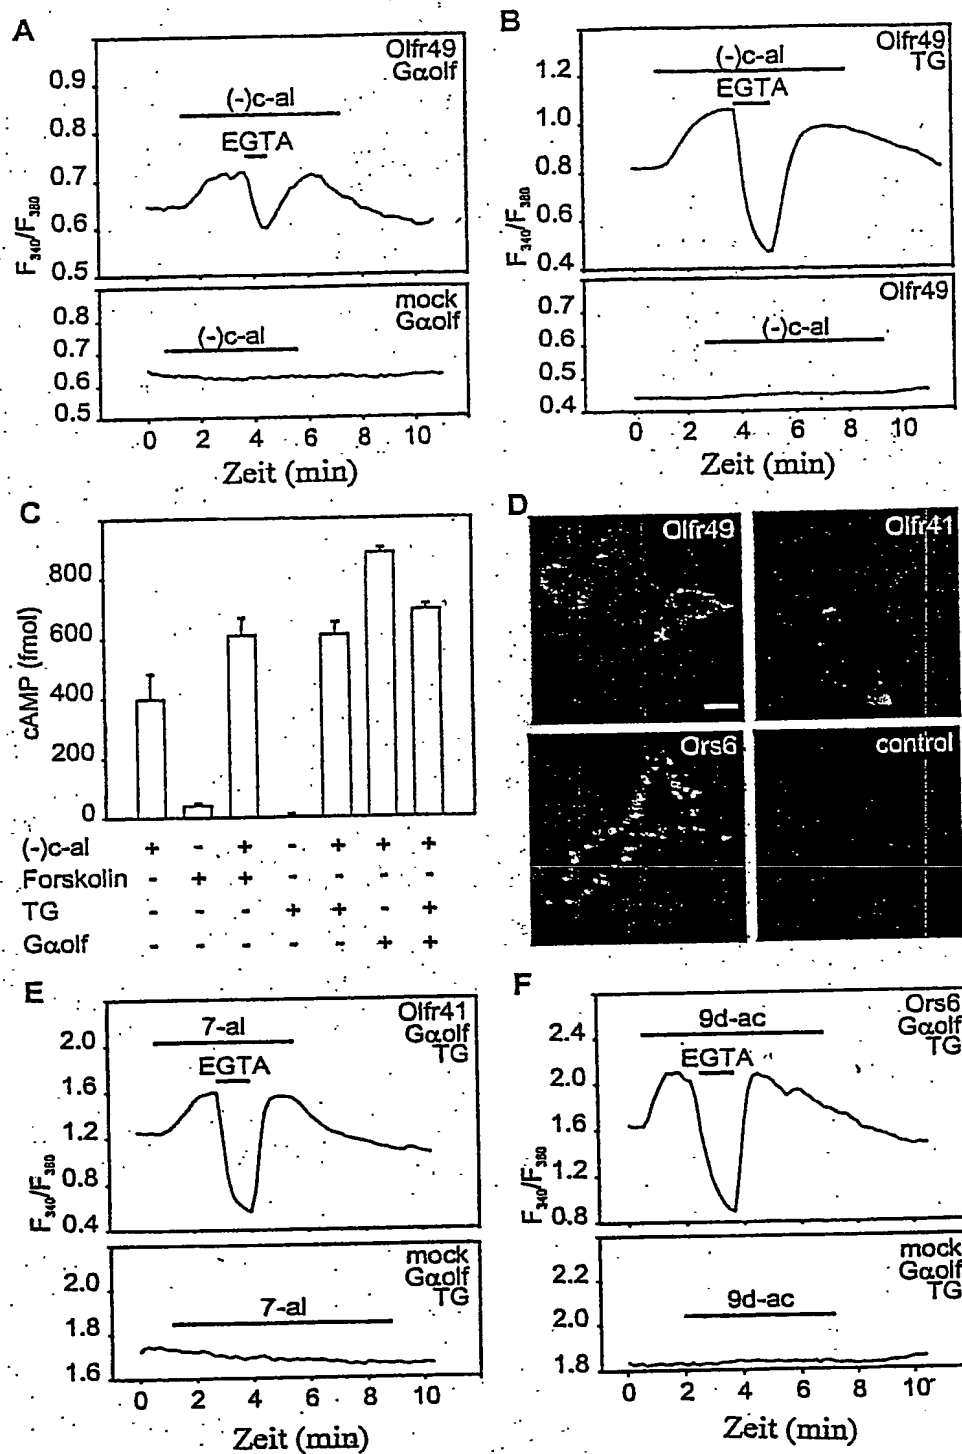 A
Olfr49
Gαolf
0.9
0.8
0.7
0.6
0.5
(-)c-al
EGTA
F340/F380
mock
Gαolf
0.8
0.7
0.6
0.5
(-)c-al
0 2 4 6 8 10
Zeit (min)
B
Olfr49
TG
1.2
1.0
0.8
0.6
0.4
(-)c-al
EGTA
F340/F380
Olfr49
0.7
0.6
0.5
0.4
(-)c-al
0 2 4 6 8 10
Zeit (min)
C
800
600
400
200
0
cAMP (fmol)
(-)c-al + - + - + + +
Forskolin - + + - - - -
TG - - - + + - +
Gαolf - - - - - + +
D
Olfr49
Olfr41
Ors6
control
E
Olfr41
Gαolf
TG
2.0
1.6
1.2
0.8
0.4
7-al
EGTA
F340/F380
mock
Gαolf
TG
2.0
1.8
1.6
7-al
0 2 4 6 8 10
Zeit (min)
F
Ors6
Gαolf
TG
2.4
2.0
1.6
1.2
0.8
9d-ac
EGTA
F340/F380
mock
Gαolf
TG
2.2
2.0
1.8
9d-ac
0 2 4 6 8 10
Zeit (min)